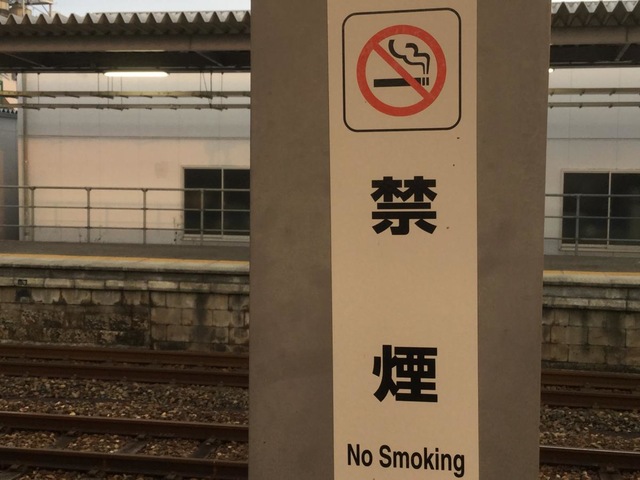 禁
煙
No Smoking